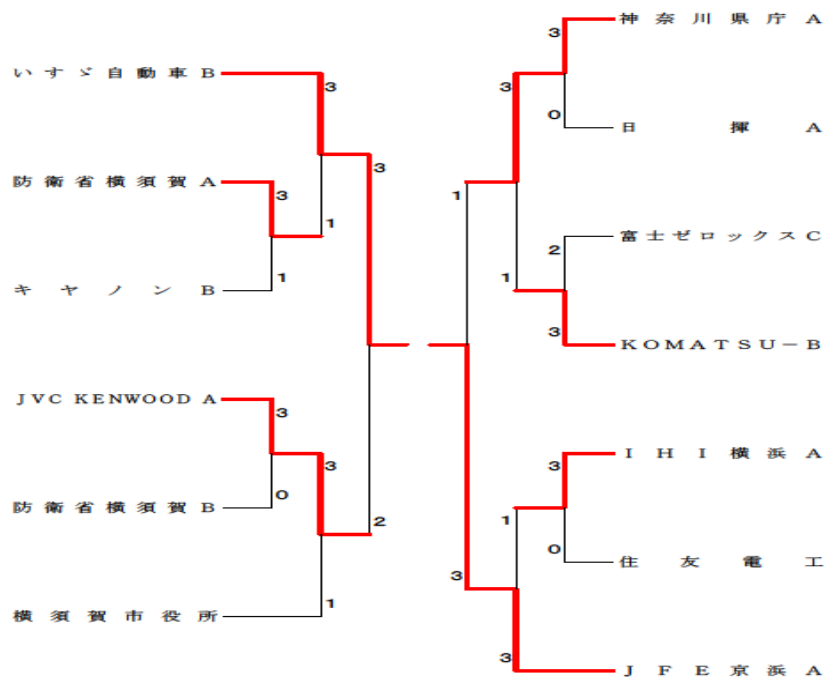 いすゞ自動車B
3
3
防衛省横須賀A
3
1
1
キヤノンB
JVC KENWOOD A
3
3
0
防衛省横須賀B
2
1
横須賀市役所
神奈川県庁A
3
3
0
日揮A
1
富士ゼロックスC
2
1
3
KOMATSU－B
IHI横浜A
3
1
0
住友電工
3
3
JFE京浜A